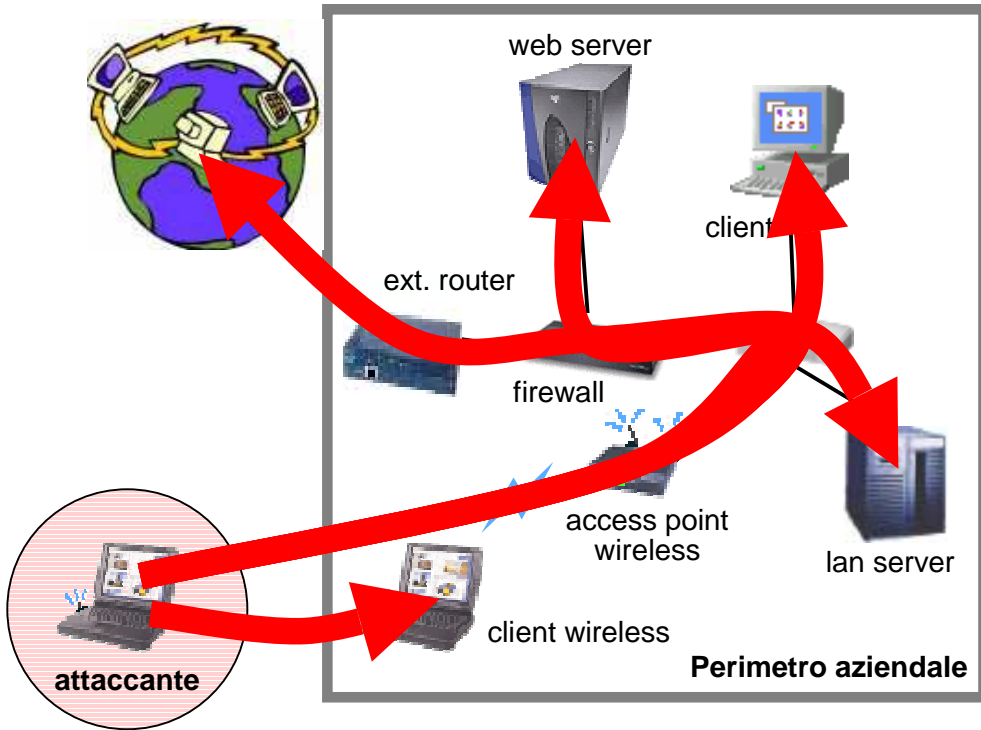 web server
client
ext. router
firewall
access point
wireless
lan server
client wireless
attaccante
Perimetro aziendale